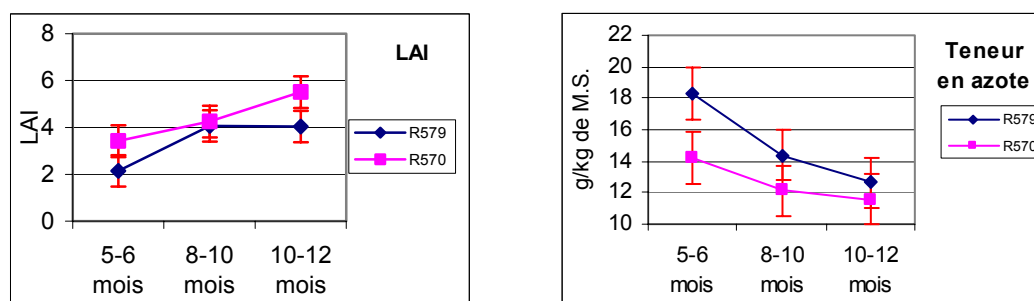 LAI
8
6
4
2
0
LAI
5-6
mois
8-10
mois
10-12
mois
R579
R570
Teneur
en azote
22
20
18
16
14
12
10
g/kg de M.S.
5-6
mois
8-10
mois
10-12
mois
R579
R570